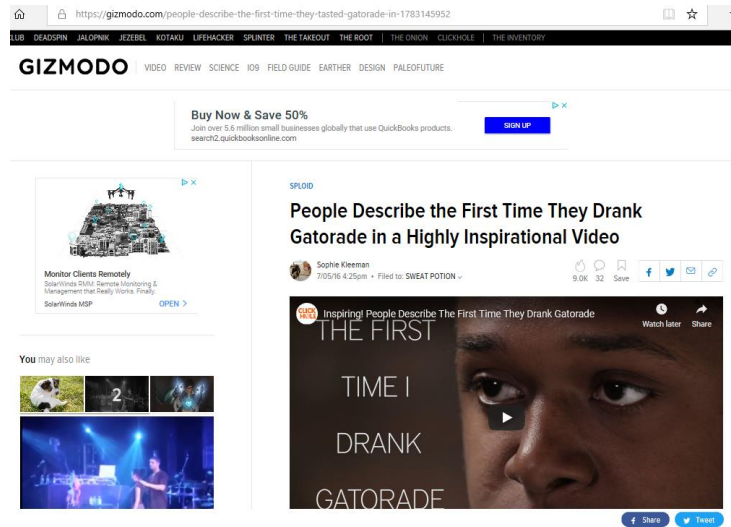 https://gizmodo.com/people-describe-the-first-time-they-tasted-gatorade-in-1783145952
DEADSPIN JALOPNIK JEZEBEL KOTAKU LIFEHACKER SPLINTER THE TAKEOUT THE ROOT | THE ONION CLICKHOLE | THE INVENTORY
GIZMODO VIDEO REVIEW SCIENCE IO9 FIELD GUIDE EARTHER DESIGN PALEOFUTURE
Buy Now & Save 50%
Join over 5.6 million small businesses globally that use QuickBooks products.
search2.quickbooksonline.com
SIGN UP
Monitor Clients Remotely
SolarWinds RMM: Remote Monitoring &
Management that Really Works. Finally.
SolarWinds MSP OPEN >
You may also like
2
SPLOID
People Describe the First Time They Drank
Gatorade in a Highly Inspirational Video
Sophie Kleeman
7/05/16 4:25pm • Filed to: SWEAT POTION
9.0K 32 Save
CLICK HOLE
Inspiring! People Describe The First Time They Drank Gatorade
Watch later Share
THE FIRST
TIME I
DRANK
GATORADE
Share Tweet